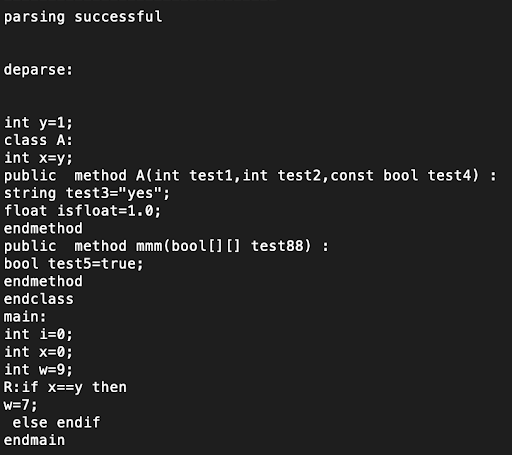 parsing successful
deparse:
int y=1;
class A:
int x=y;
public  method A(int test1,int test2,const bool test4) :
string test3="yes";
float isfloat=1.0;
endmethod
public  method mmm(bool[][] test88) :
bool test5=true;
endmethod
endclass
main:
int i=0;
int x=0;
int w=9;
R:if x==y then
w=7;
 else endif
endmain